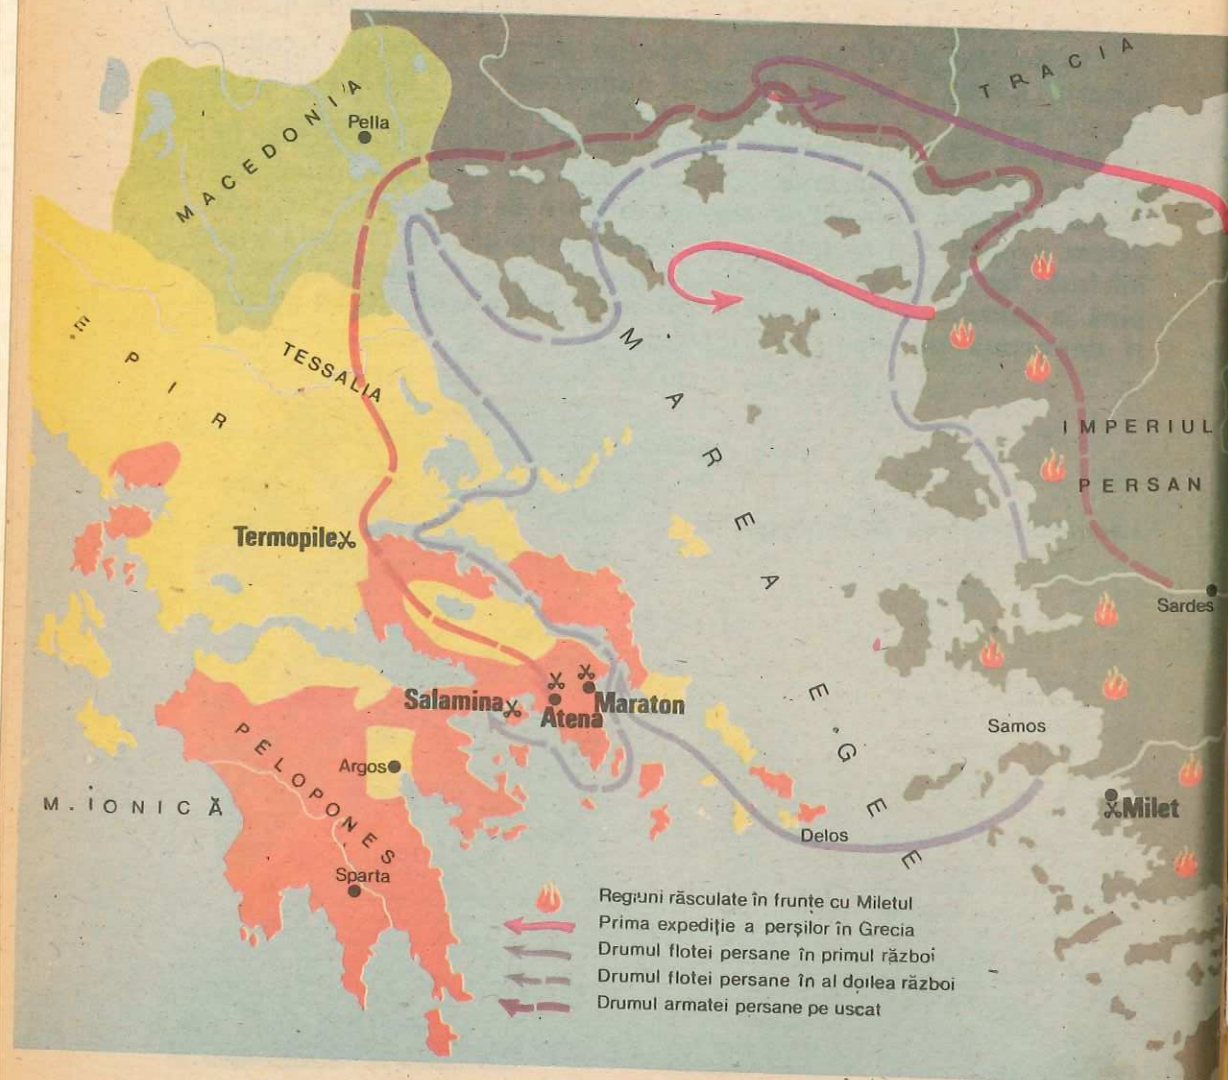 TRACIA
MACEDONIA
Pella
EPIR
TESSALIA
MAREA EGEE
IMPERIUL
PERSAN
Termopile
Sardes
Salamina
Atena
Maraton
Samos
PELOPONES
Argos
M. IONICĂ
Milet
Delos
Sparta
Regiuni răsculate în frunte cu Miletul
Prima expediție a perșilor în Grecia
Drumul flotei persane în primul război
Drumul flotei persane în al doilea război
Drumul armatei persane pe uscat